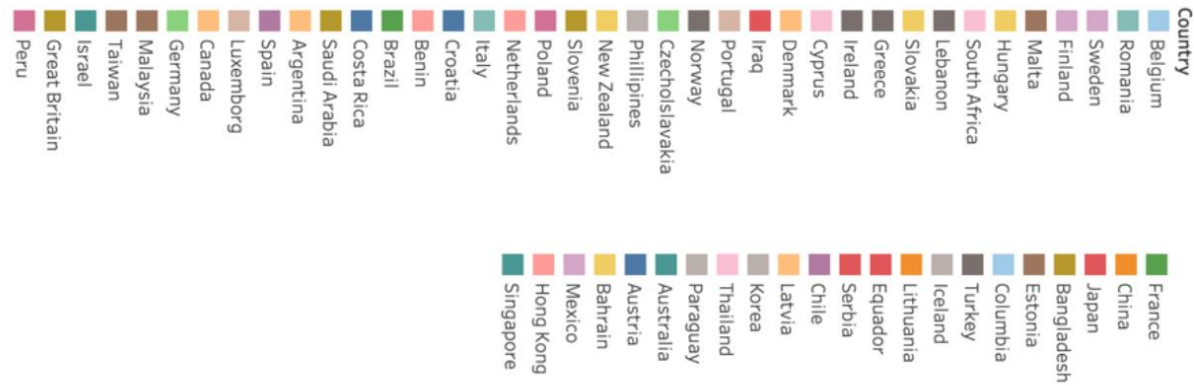 Country
Belgium
Romania
Sweden
Finland
Malta
Hungary
South Africa
Lebanon
Slovakia
Greece
Ireland
Cyprus
Denmark
Iraq
Portugal
Norway
Czecholslavakia
Phillipines
New Zealand
Slovenia
Poland
Netherlands
Italy
Croatia
Benin
Brazil
Costa Rica
Saudi Arabia
Argentina
Spain
Luxemborg
Canada
Germany
Malaysia
Taiwan
Israel
Great Britain
Peru
France
China
Japan
Bangladesh
Estonia
Columbia
Turkey
Iceland
Lithuania
Equador
Serbia
Chile
Latvia
Korea
Thailand
Paraguay
Australia
Austria
Bahrain
Mexico
Hong Kong
Singapore